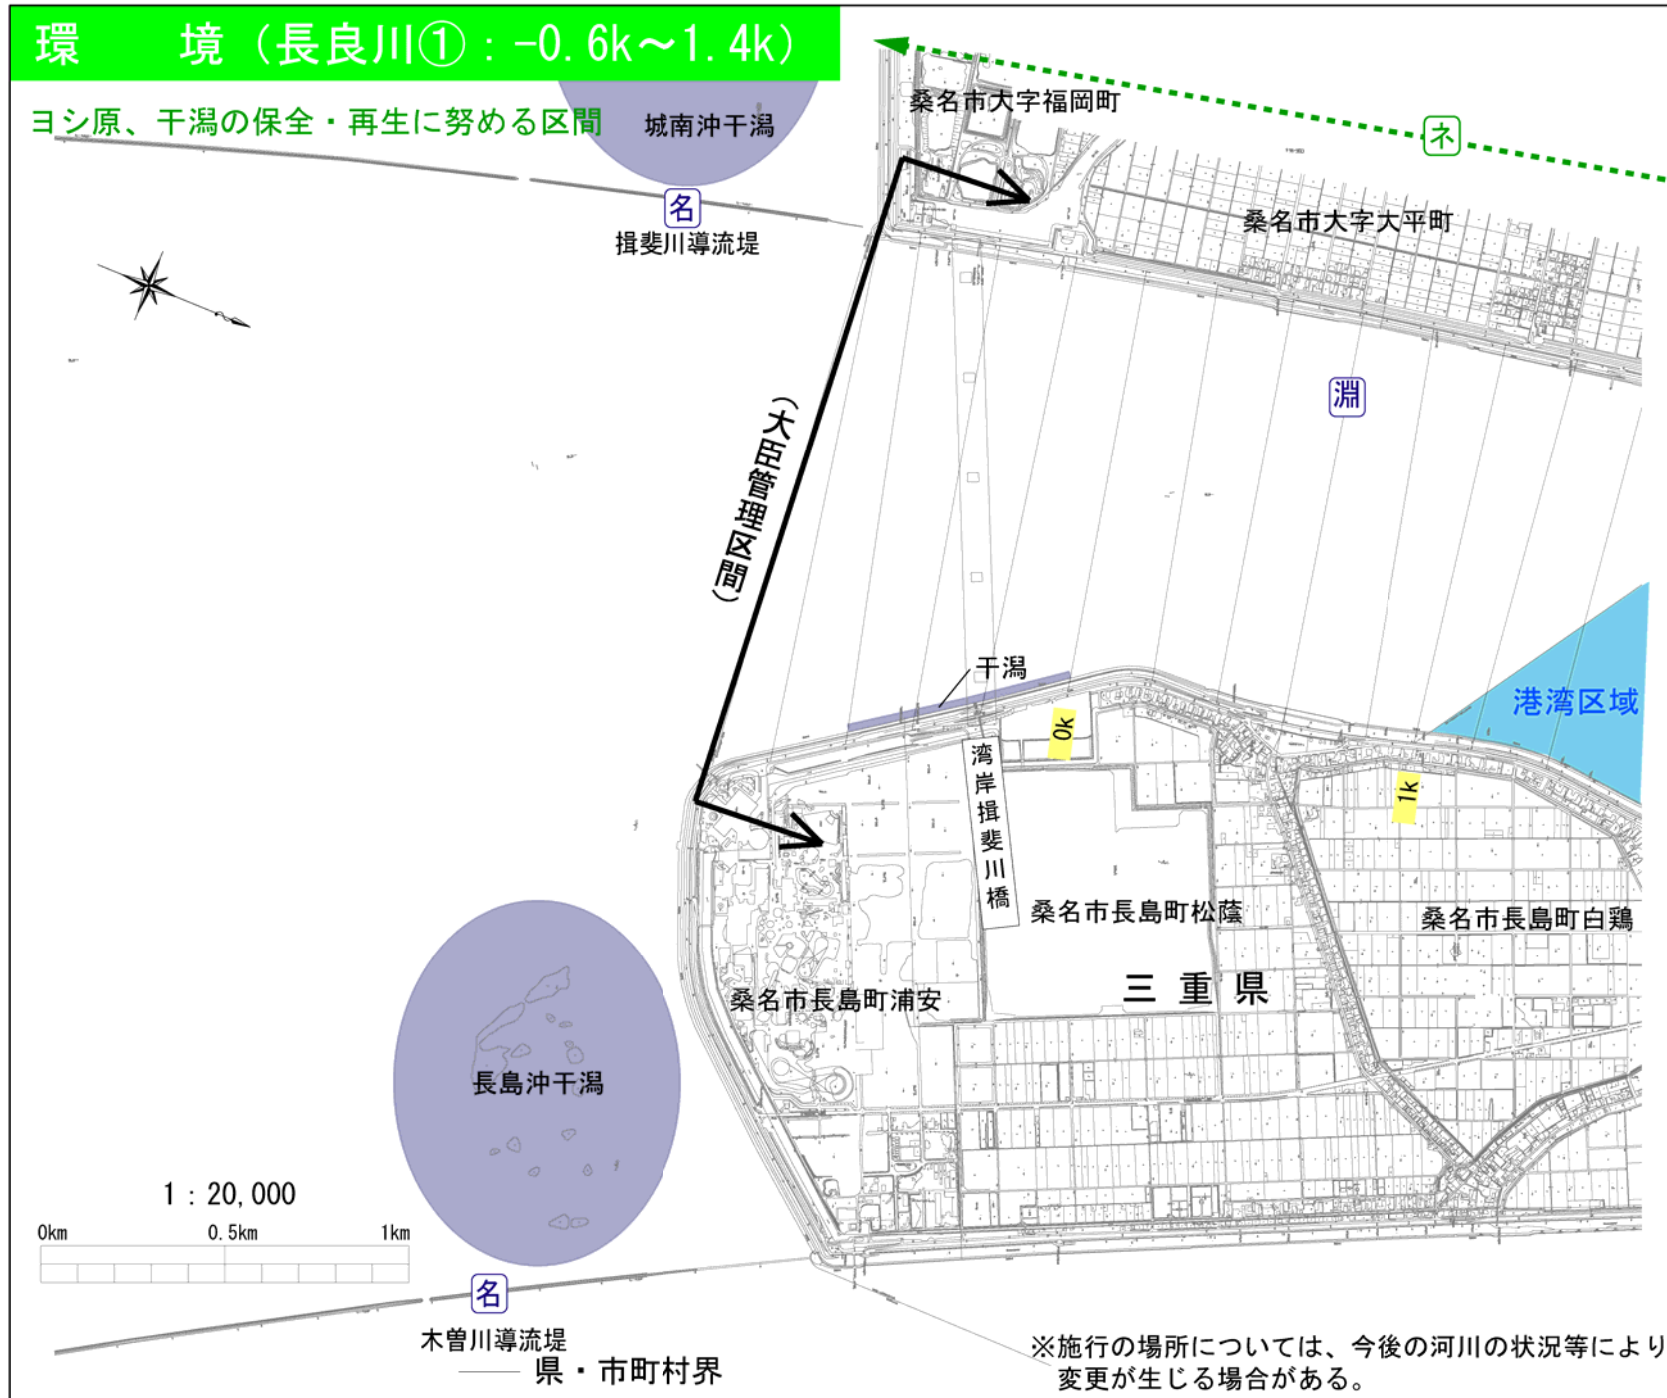 環　　境（長良川①：-0.6k～1.4k）
ヨシ原、干潟の保全・再生に努める区間
城南沖干潟
桑名市大字福岡町
ネ
名
揖斐川導流堤
桑名市大字大平町
淵
（大臣管理区間）
干潟
港湾区域
0k
湾岸揖斐川橋
1k
桑名市長島町松蔭
桑名市長島町白鶏
三重県
桑名市長島町浦安
長島沖干潟
1：20,000
0km 0.5km 1km
名
木曽川導流堤
県・市町村界
※施行の場所については、今後の河川の状況等により
変更が生じる場合がある。